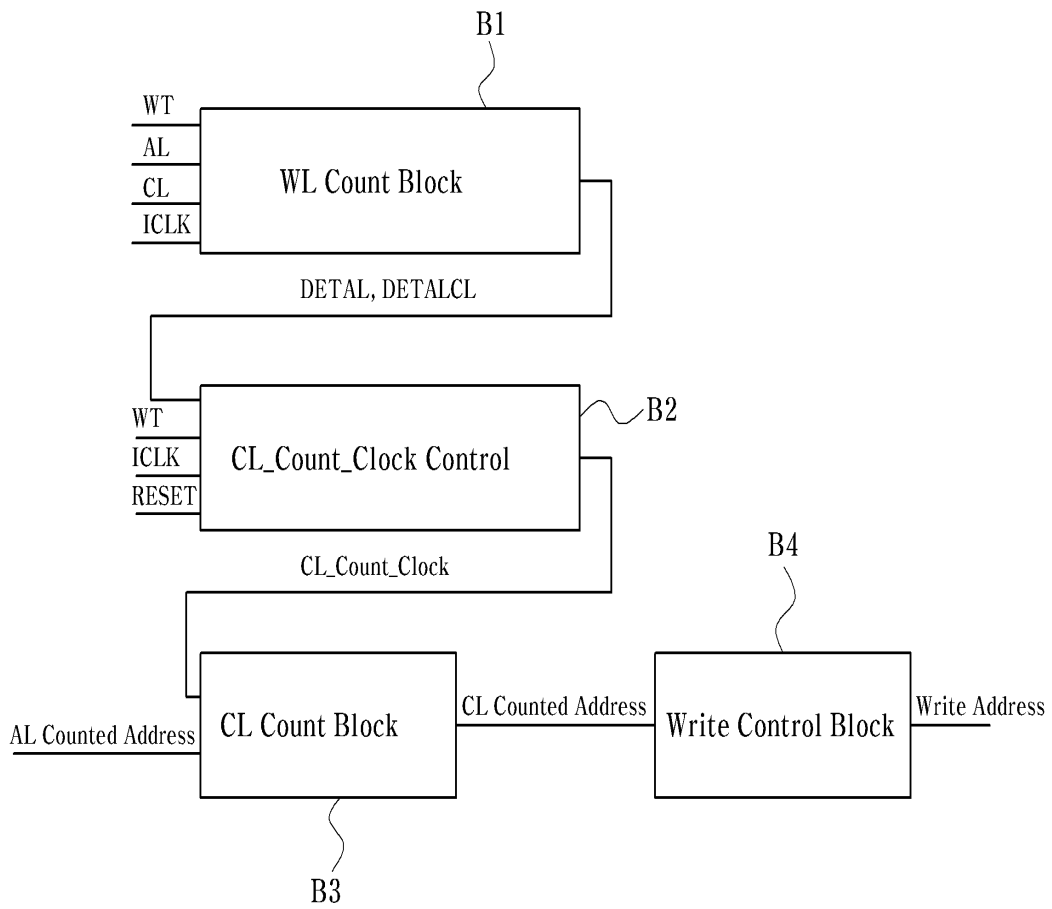 B1
WT
AL
CL
ICLK
WL Count Block
DETAL, DETALCL
B2
WT
ICLK
RESET
CL_Count_Clock Control
CL_Count_Clock
B4
AL Counted Address
CL Count Block
CL Counted Address
Write Control Block
Write Address
B3